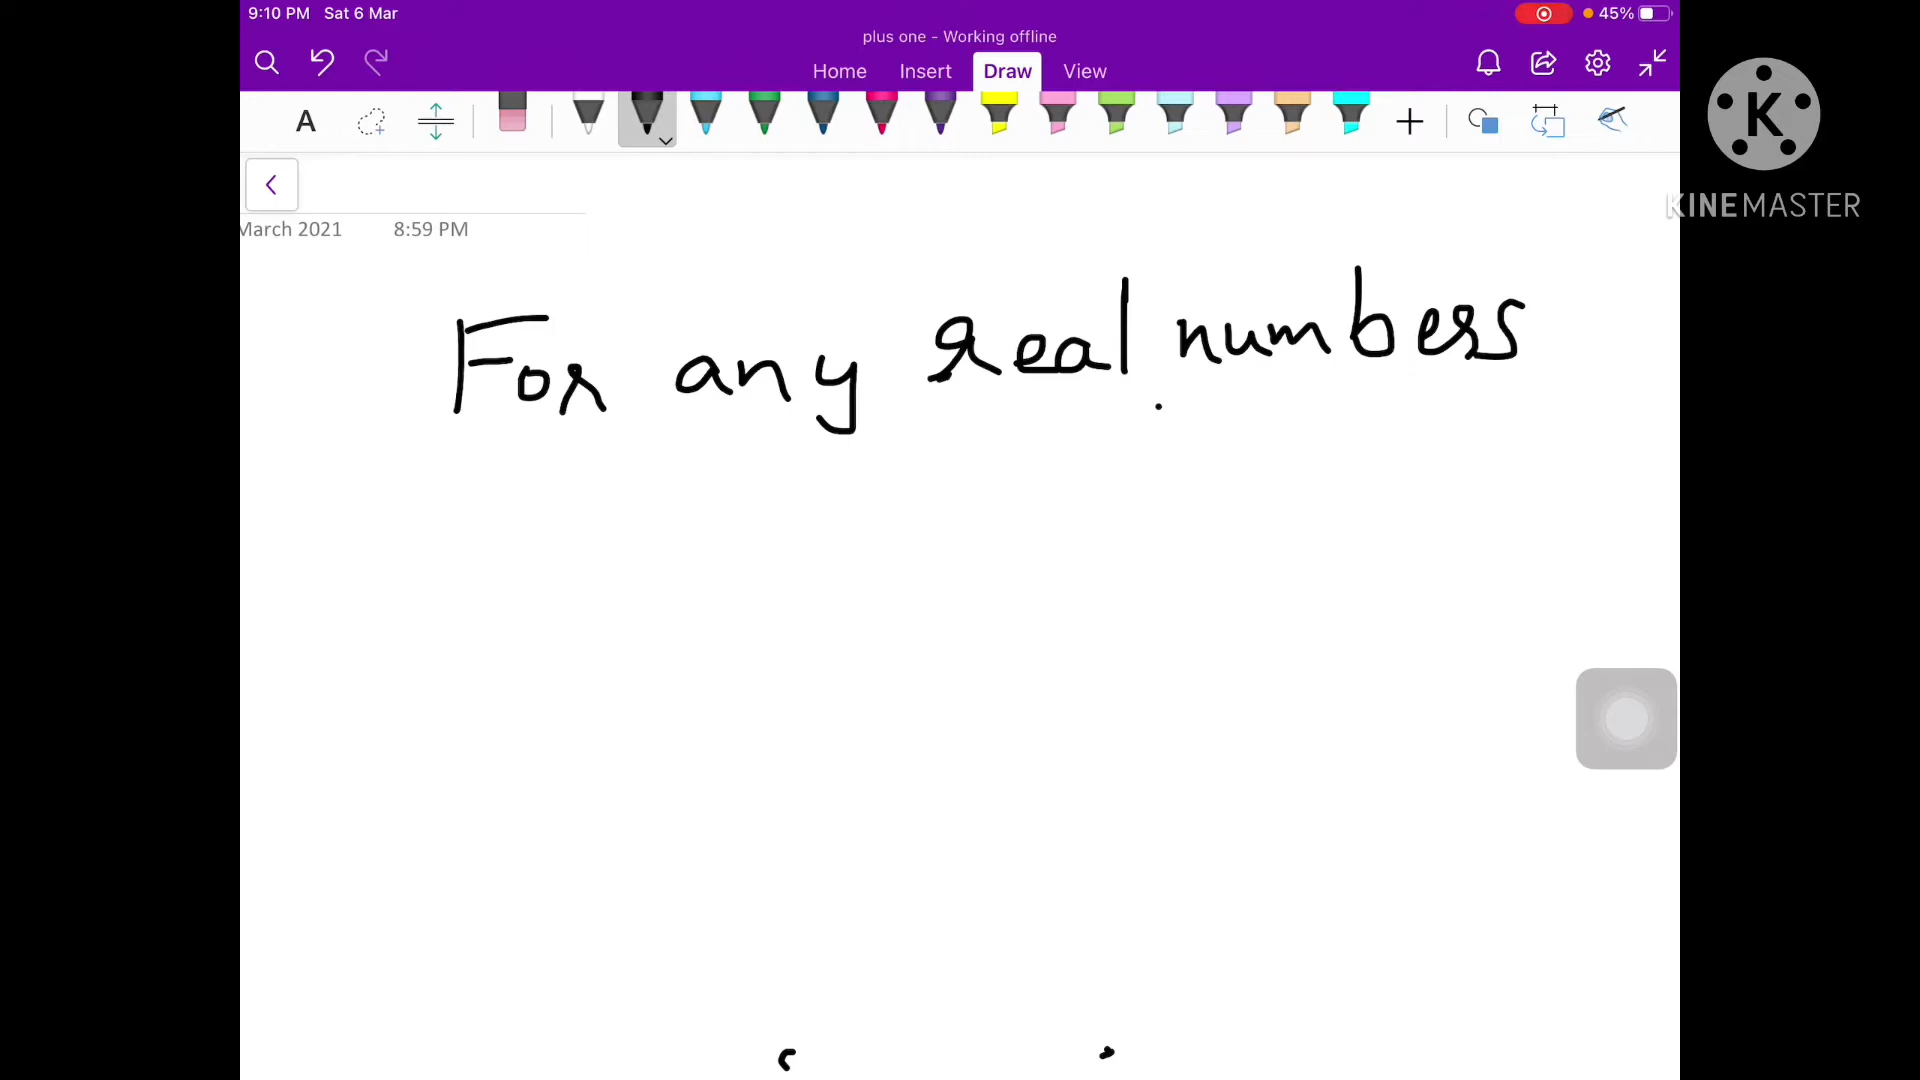 9:10 PM Sat 6 Mar
45%
plus one - Working offline
Home Insert Draw View
A
K
KINEMASTER
March 2021 8:59 PM
For any real numbers